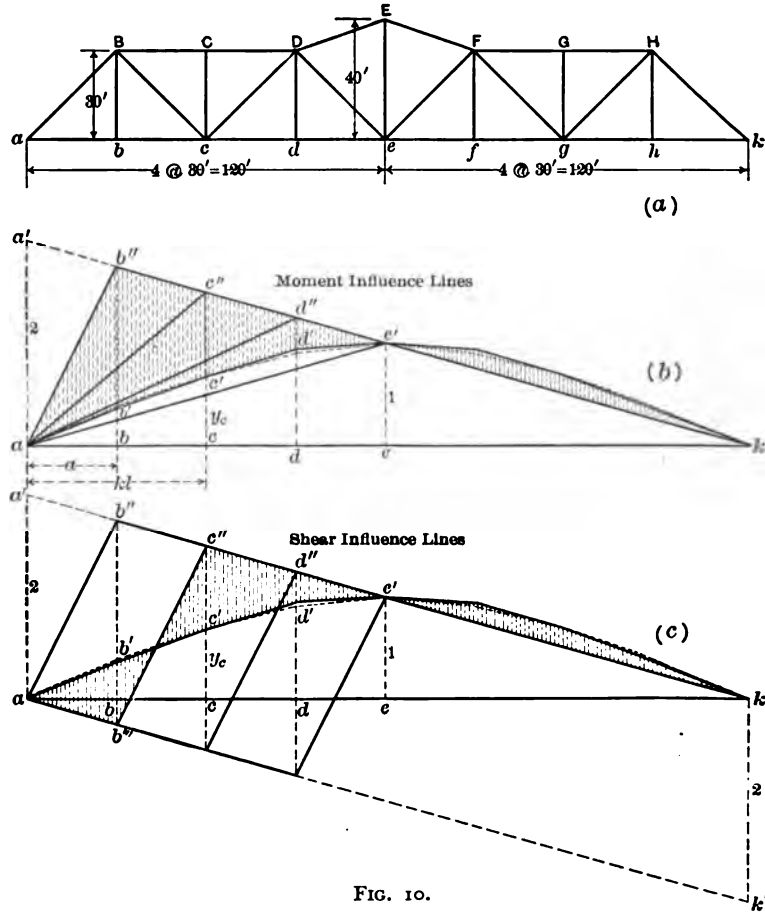 E
B C D F G H
30′ 40′
a b c d e f g h k
4 @ 30′=120′ 4 @ 30′=120′
(a)
a′
b″
c″
Moment Influence Lines
d″
2
d′ e′
c′
(b)
b′ y_c 1
a b c d e k
a
kl
a′
b″
c″
Shear Influence Lines
d″
e′
2
c′ d′
(c)
b′ y_c 1
a b c d e k
b‴
2
k′
FIG. 10.